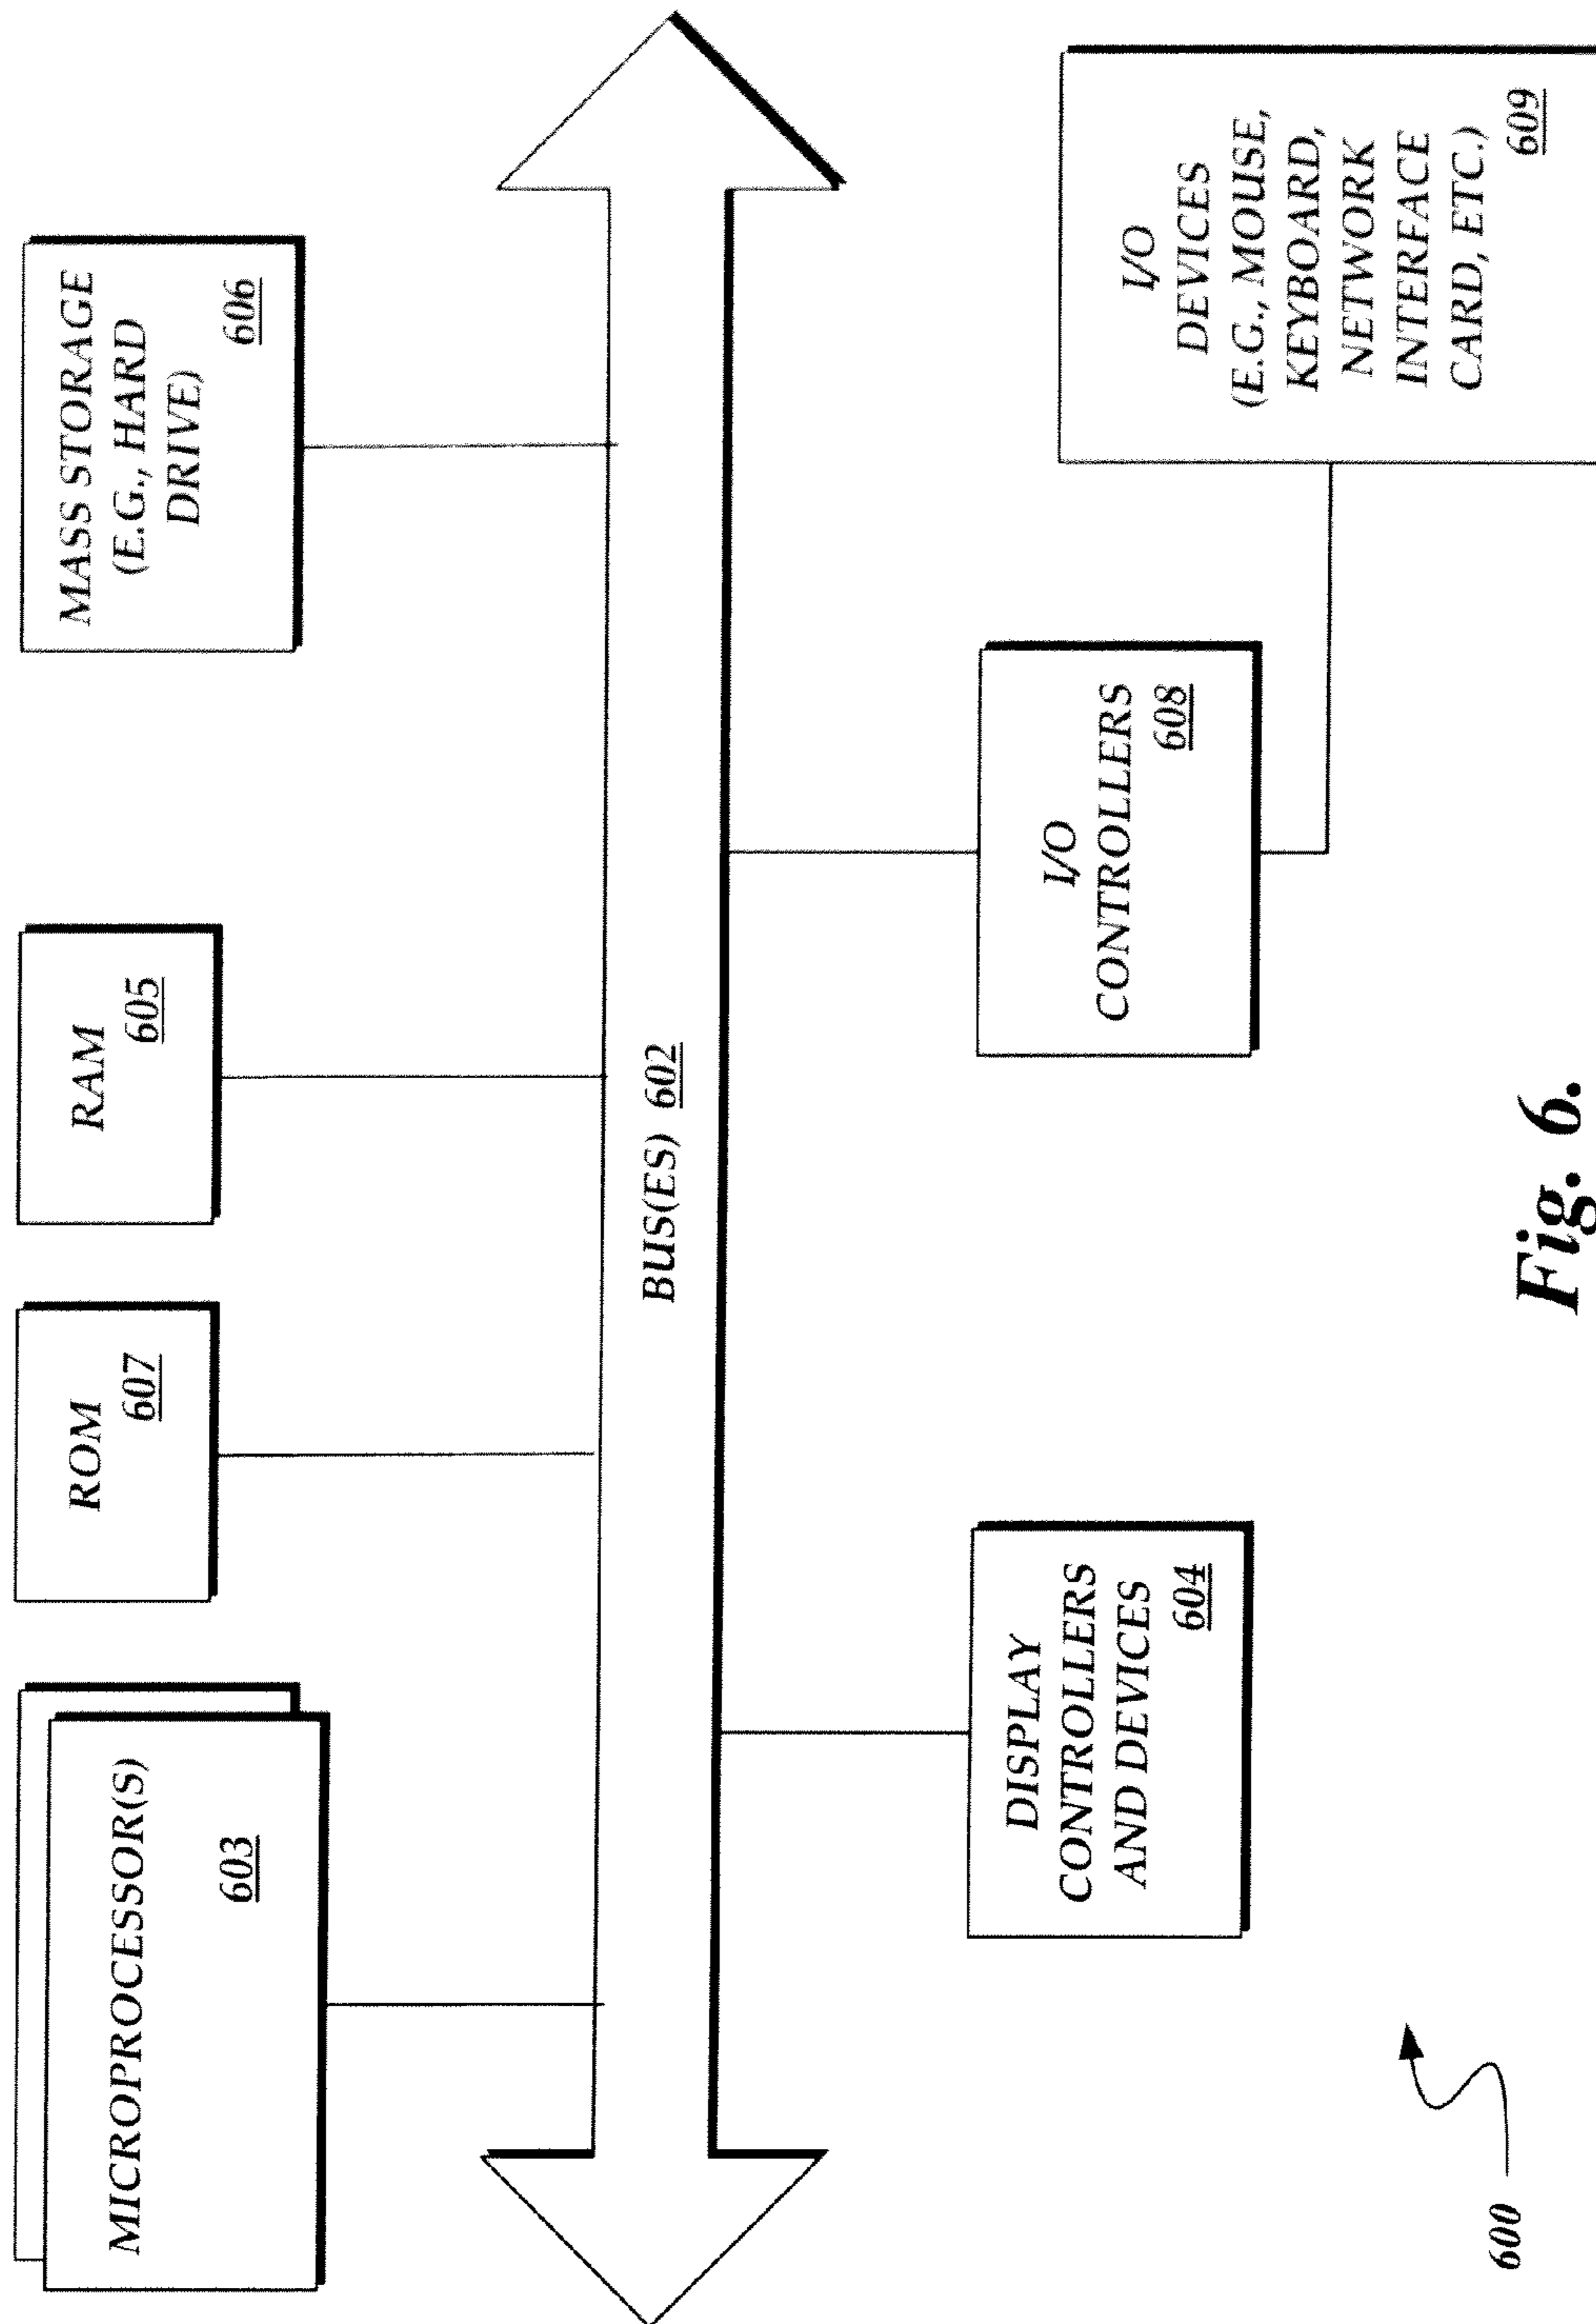 MICROPROCESSOR(S)
603
ROM
607
RAM
605
MASS STORAGE
(E.G., HARD
DRIVE)
606
BUS(ES) 602
DISPLAY
CONTROLLERS
AND DEVICES
604
I/O
CONTROLLERS
608
I/O
DEVICES
(E.G., MOUSE,
KEYBOARD,
NETWORK
INTERFACE
CARD, ETC.)
609
600
Fig. 6.